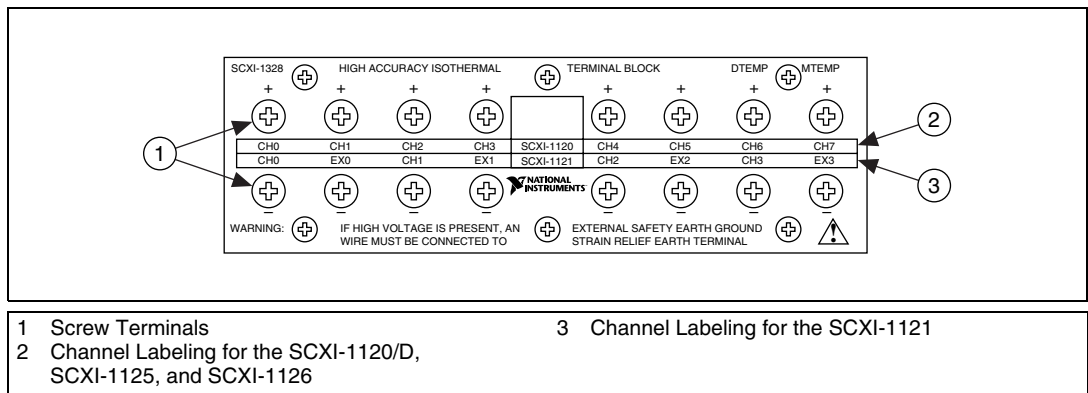 SCXI-1328 HIGH ACCURACY ISOTHERMAL TERMINAL BLOCK DTEMP MTEMP
+ + + + + + + +
CH0 CH1 CH2 CH3 SCXI-1120 CH4 CH5 CH6 CH7
CH0 EX0 CH1 EX1 SCXI-1121 CH2 EX2 CH3 EX3
NATIONAL
INSTRUMENTS
– – – – – – – –
WARNING: IF HIGH VOLTAGE IS PRESENT, AN EXTERNAL SAFETY EARTH GROUND
WIRE MUST BE CONNECTED TO STRAIN RELIEF EARTH TERMINAL
1
2
3
1 Screw Terminals
2 Channel Labeling for the SCXI-1120/D,
SCXI-1125, and SCXI-1126
3 Channel Labeling for the SCXI-1121